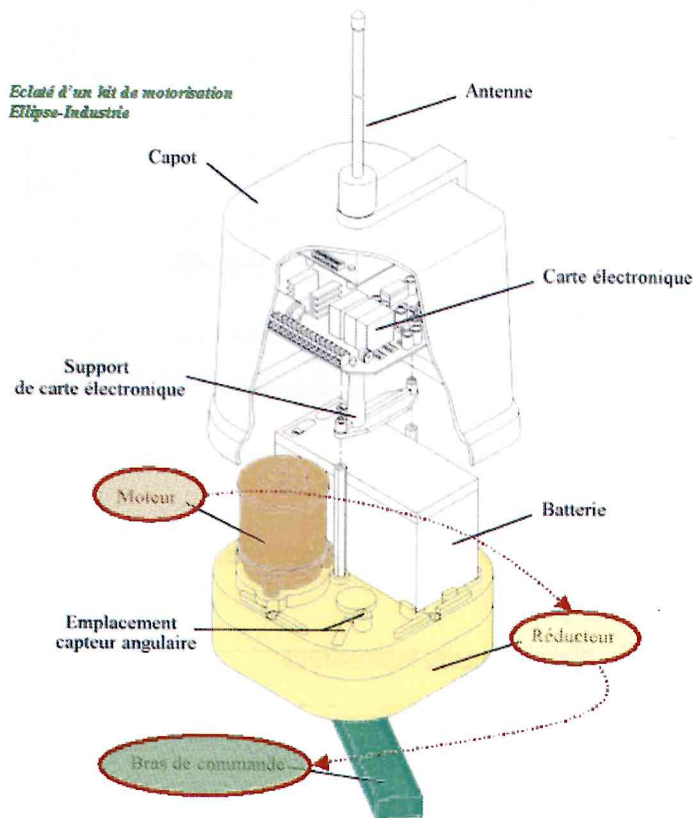 Eclaté d'un kit de motorisation
Ellipse-Industrie
Antenne
Capot
Carte électronique
Support
de carte électronique
Moteur
Batterie
Emplacement
capteur angulaire
Réducteur
Bras de commande